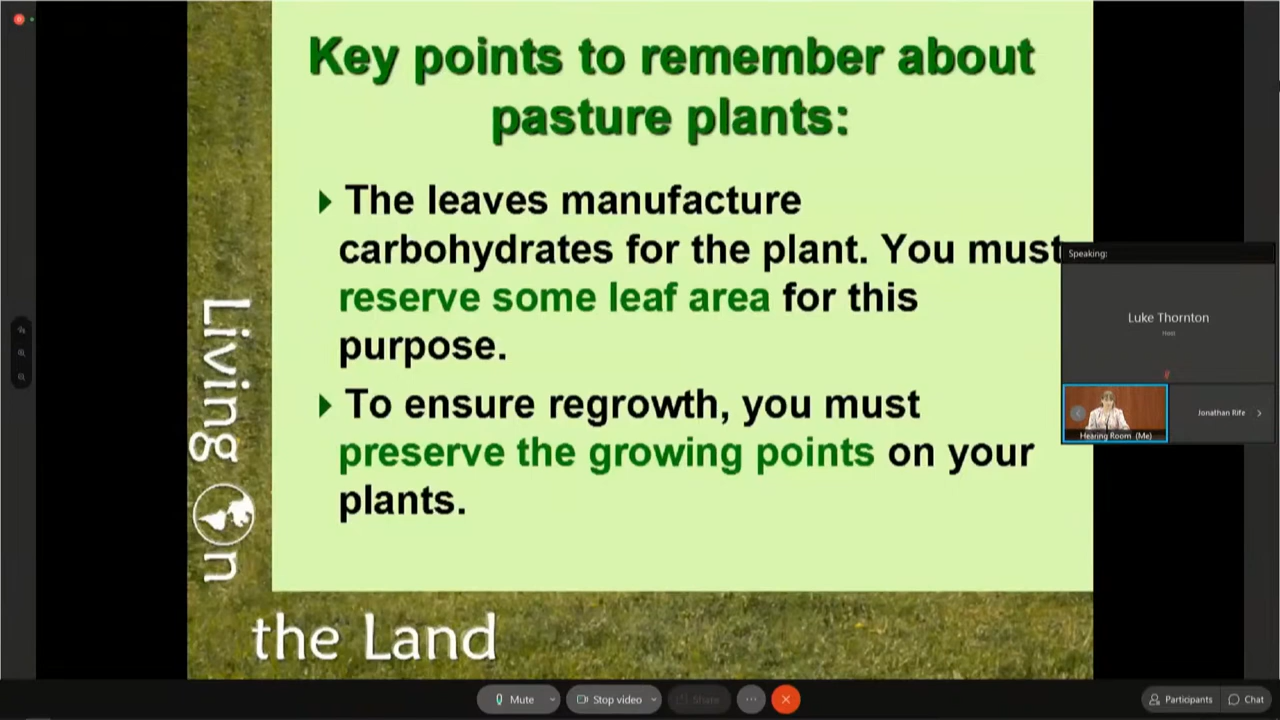 Key points to remember about
pasture plants:
The leaves manufacture
carbohydrates for the plant. You must
reserve some leaf area for this
purpose.
To ensure regrowth, you must
preserve the growing points on your
plants.
Living On
the Land
Speaking:
Luke Thornton
Host
Hearing Room (Me)
Jonathan Rife
Mute
Stop video
Share
Participants
Chat